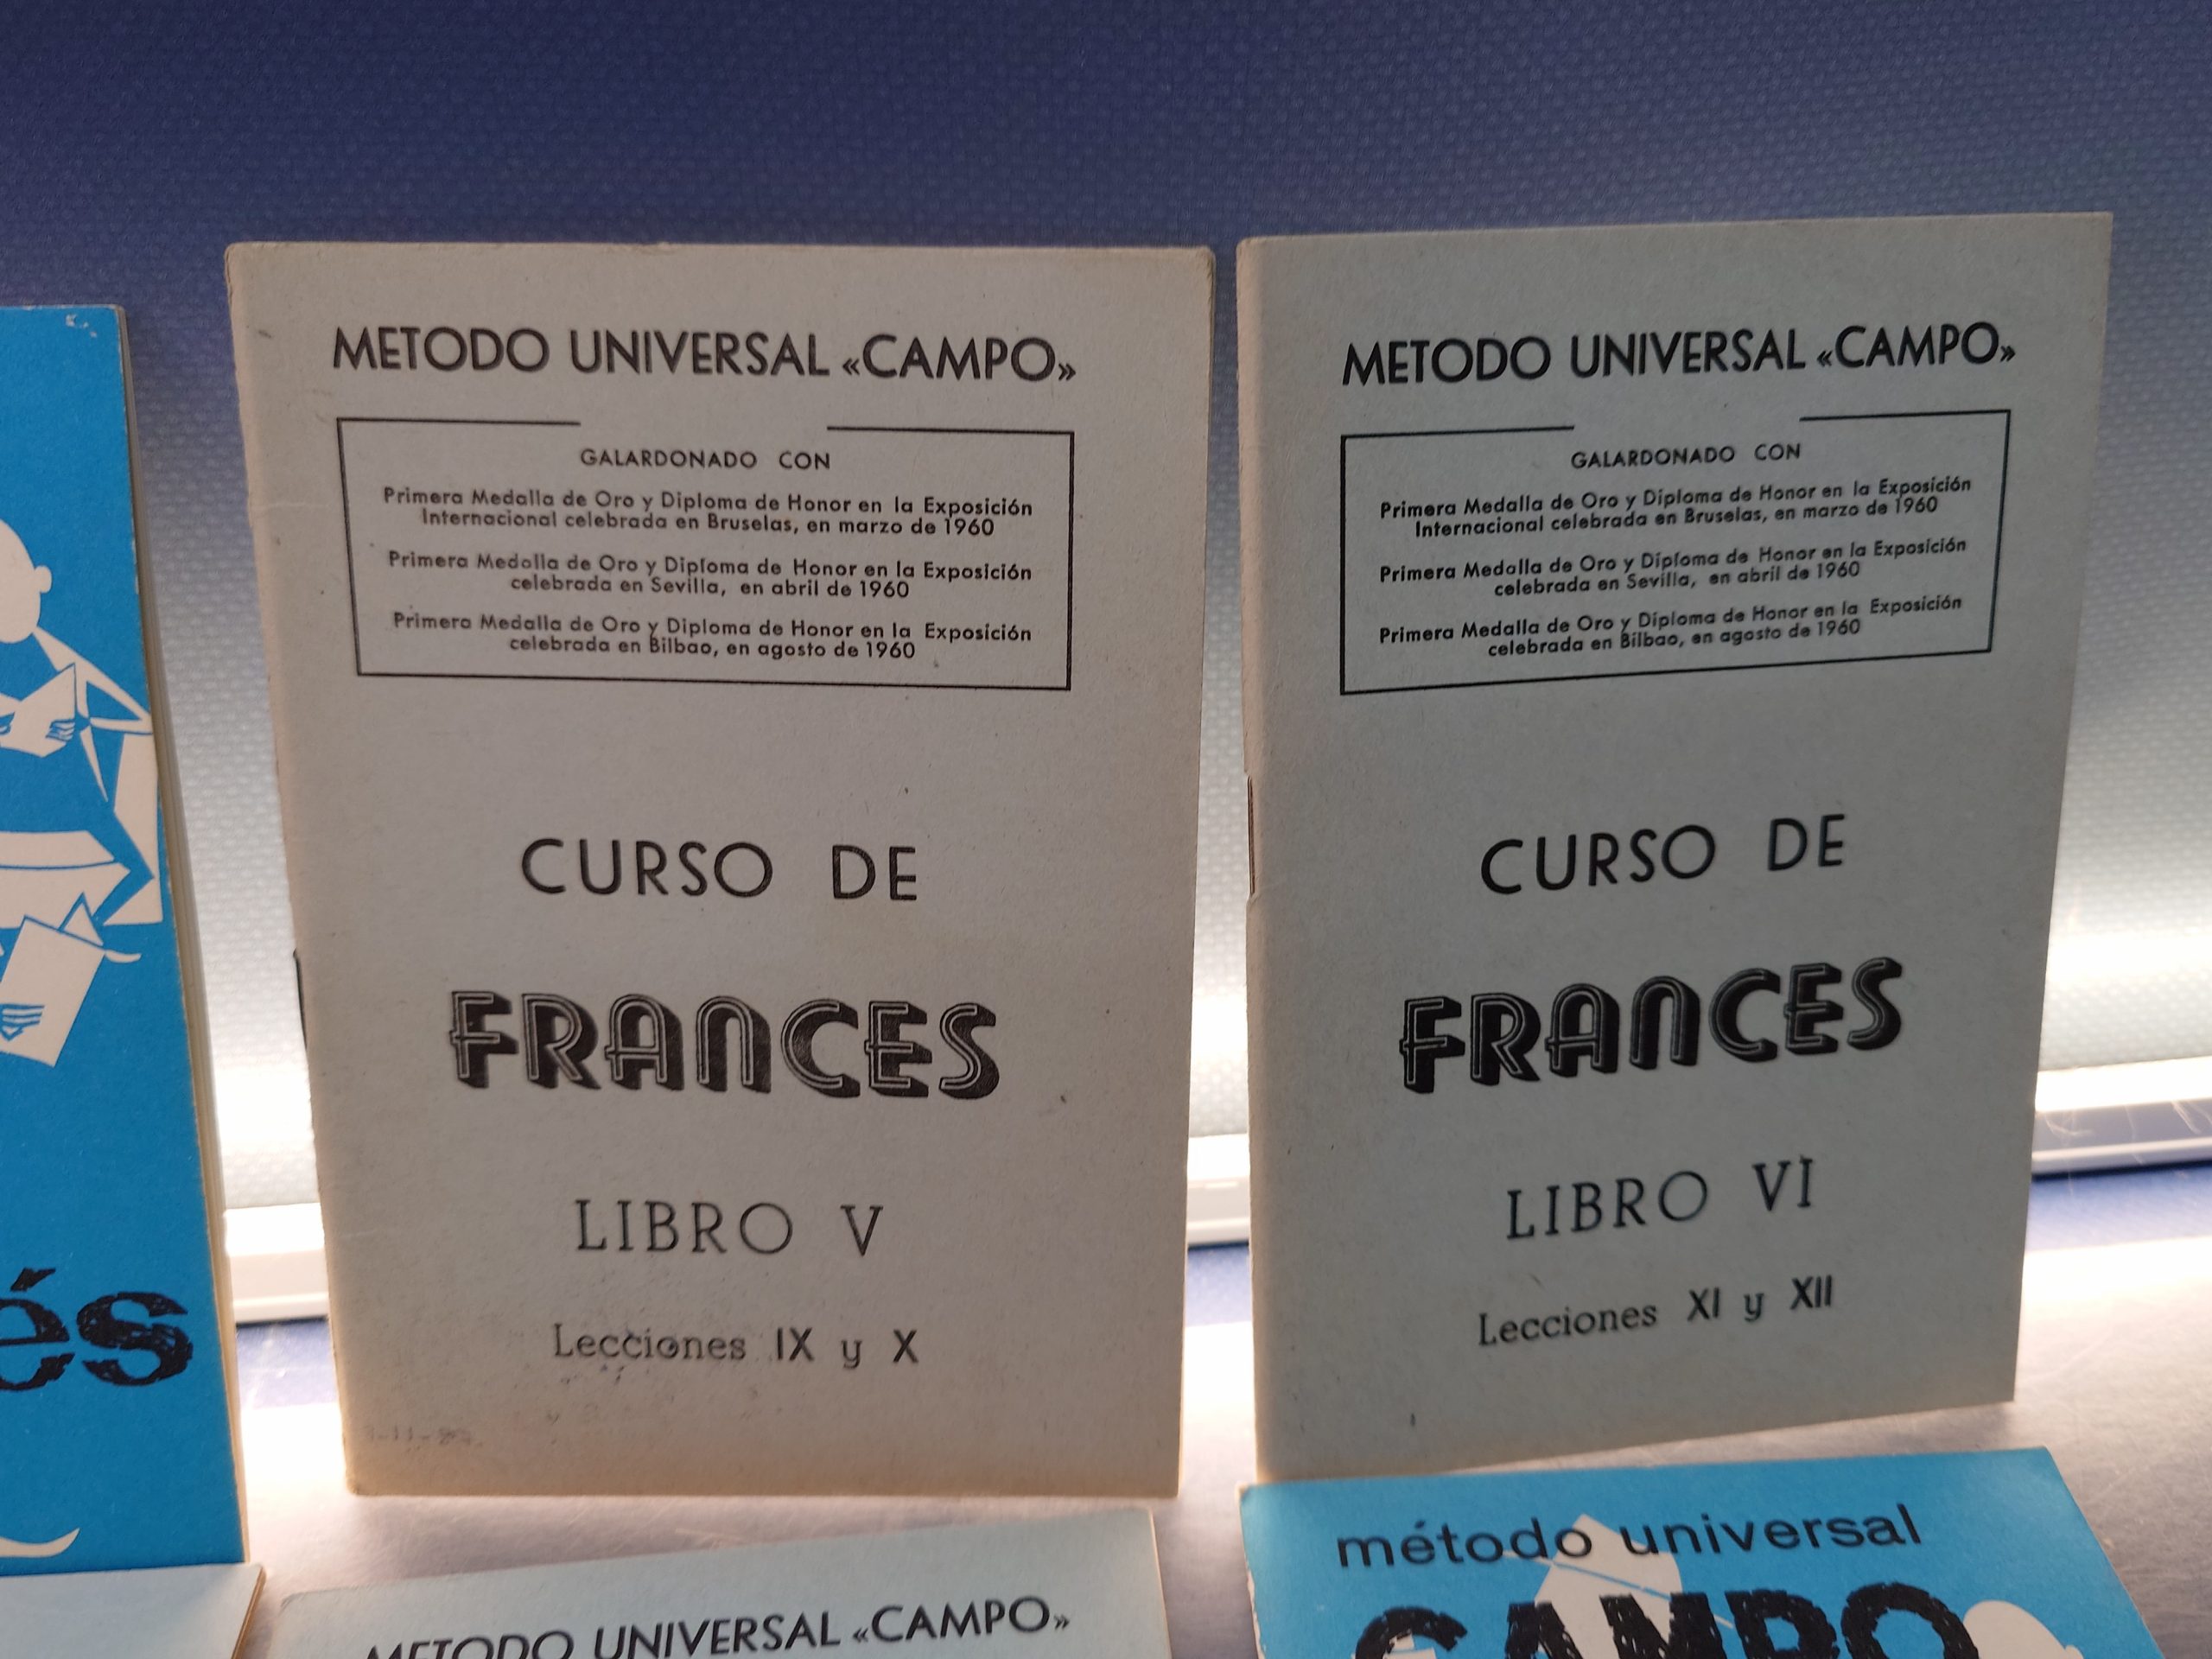 METODO UNIVERSAL «CAMPO»
GALARDONADO CON
Primera Medalla de Oro y Diploma de Honor en la Exposición
Internacional celebrada en Bruselas, en marzo de 1960
Primera Medalla de Oro y Diploma de Honor en la Exposición
celebrada en Sevilla, en abril de 1960
Primera Medalla de Oro y Diploma de Honor en la Exposición
celebrada en Bilbao, en agosto de 1960
CURSO DE
FRANCES
LIBRO V
Lecciones IX y X
METODO UNIVERSAL «CAMPO»
GALARDONADO CON
Primera Medalla de Oro y Diploma de Honor en la Exposición
Internacional celebrada en Bruselas, en marzo de 1960
Primera Medalla de Oro y Diploma de Honor en la Exposición
celebrada en Sevilla, en abril de 1960
Primera Medalla de Oro y Diploma de Honor en la Exposición
celebrada en Bilbao, en agosto de 1960
CURSO DE
FRANCES
LIBRO VI
Lecciones XI y XII
és
METODO UNIVERSAL «CAMPO»
método universal
CAMPO